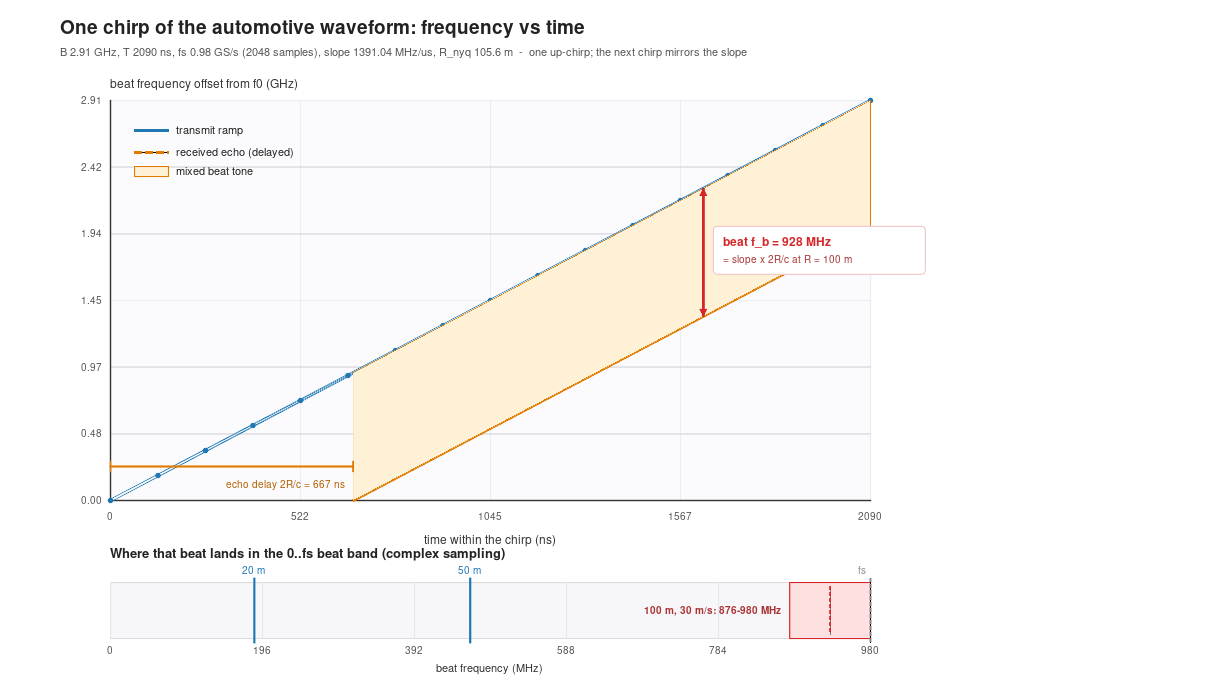 One chirp of the automotive waveform: frequency vs time
B 2.91 GHz, T 2090 ns, fs 0.98 GS/s (2048 samples), slope 1391.04 MHz/us, R_nyq 105.6 m - one up-chirp; the next chirp mirrors the slope
beat frequency offset from f0 (GHz)
2.91
transmit ramp
received echo (delayed)
2.42
mixed beat tone
1.94
beat f_b = 928 MHz
= slope x 2R/c at R = 100 m
1.45
0.97
0.48
echo delay 2R/c = 667 ns
0.00
0 522 1045 1567 2090
time within the chirp (ns)
Where that beat lands in the 0..fs beat band (complex sampling)
20 m 50 m fs
100 m, 30 m/s: 876-980 MHz
0 196 392 588 784 980
beat frequency (MHz)